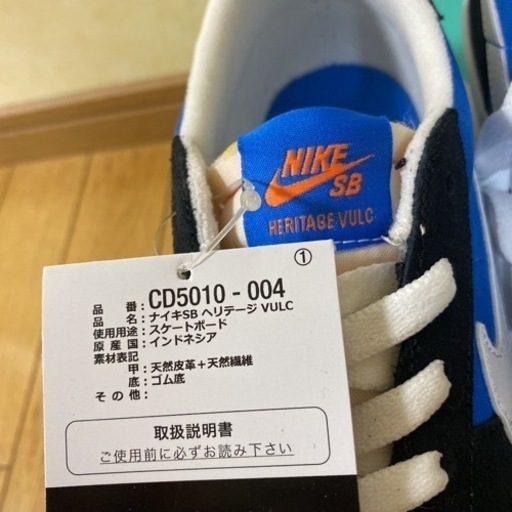 NIKE
SB
HERITAGE VULC
①
品番:CD5010-004
品名:ナイキSB ヘリテージ VULC
使用用途:スケートボード
原産国:インドネシア
素材表記
甲:天然皮革+天然繊維
底:ゴム底
その他:
取扱説明書
ご使用前に必ずお読み下さい